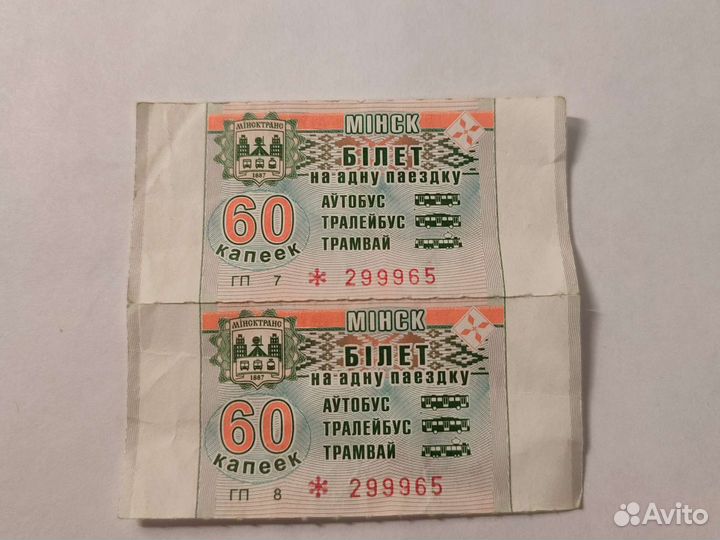 МІНСК
МІНСКТРАНС
БІЛЕТ
на адну паездку
1887
60
капеек
АЎТОБУС
ТРАЛЕЙБУС
ТРАМВАЙ
ГП 7 * 299965
МІНСК
МІНСКТРАНС
БІЛЕТ
на адну паездку
1887
60
капеек
АЎТОБУС
ТРАЛЕЙБУС
ТРАМВАЙ
ГП 8 * 299965
Avito